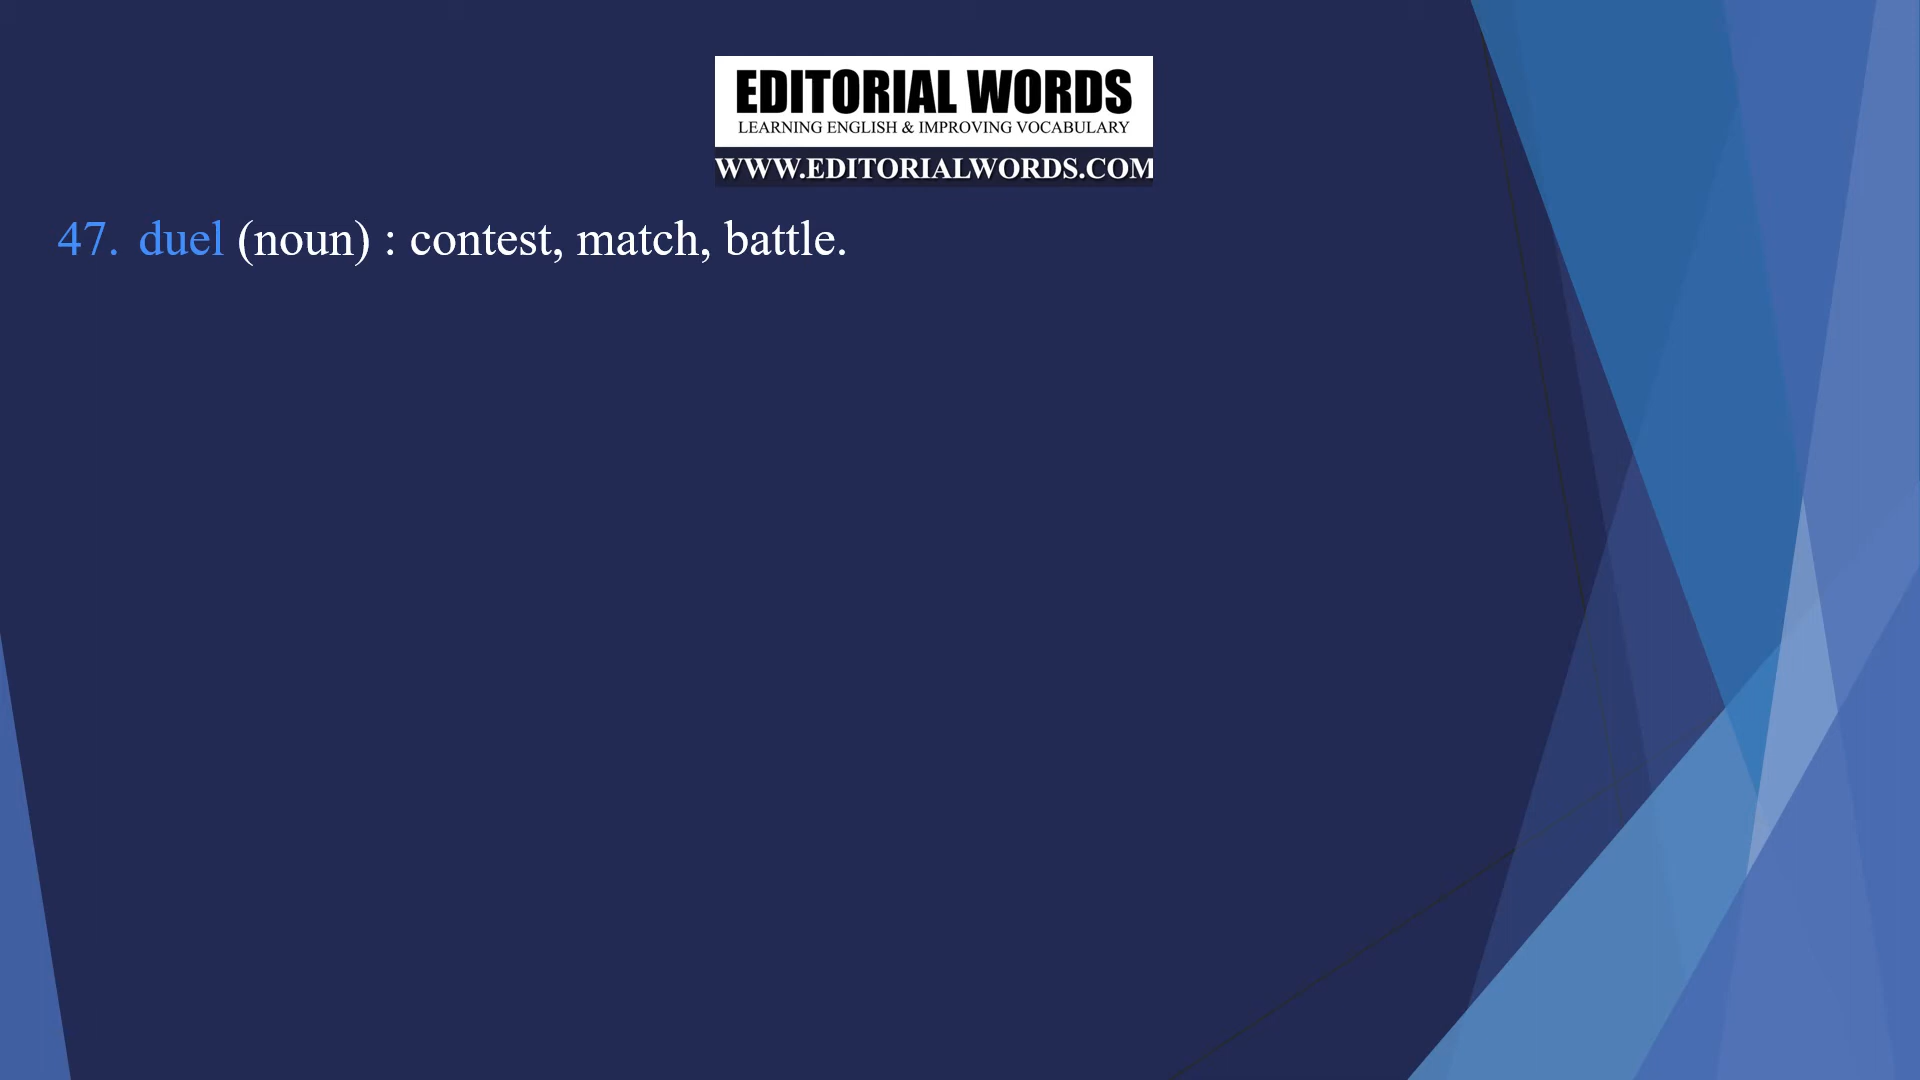 EDITORIAL WORDS
LEARNING ENGLISH & IMPROVING VOCABULARY
WWW.EDITORIALWORDS.COM
47. duel (noun) : contest, match, battle.